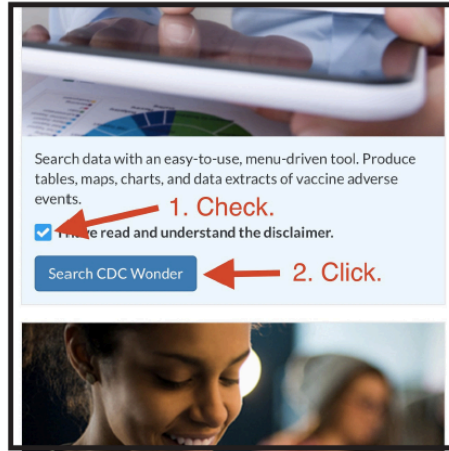 Search data with an easy-to-use, menu-driven tool. Produce
tables, maps, charts, and data extracts of vaccine adverse
events.
1. Check.
read and understand the disclaimer.
Search CDC Wonder
2. Click.